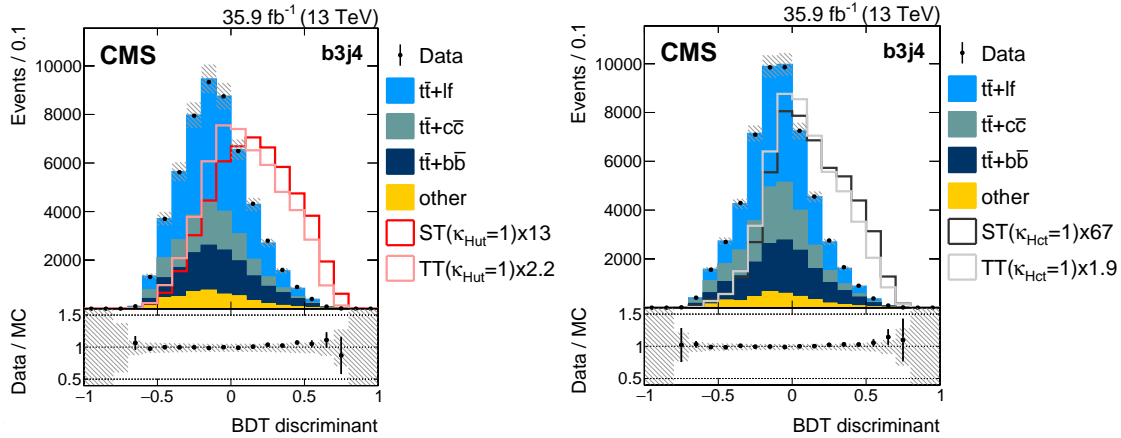 35.9 fb⁻¹ (13 TeV)
Events / 0.1
CMS
b3j4
10000
8000
6000
4000
2000
Data
tt̄+lf
tt̄+cc̄
tt̄+bb̄
other
ST(κHut=1)x13
TT(κHut=1)x2.2
Data / MC
1.5
1
0.5
−1 −0.5 0 0.5 1
BDT discriminant
35.9 fb⁻¹ (13 TeV)
Events / 0.1
CMS
b3j4
10000
8000
6000
4000
2000
Data
tt̄+lf
tt̄+cc̄
tt̄+bb̄
other
ST(κHct=1)x67
TT(κHct=1)x1.9
Data / MC
1.5
1
0.5
−1 −0.5 0 0.5 1
BDT discriminant